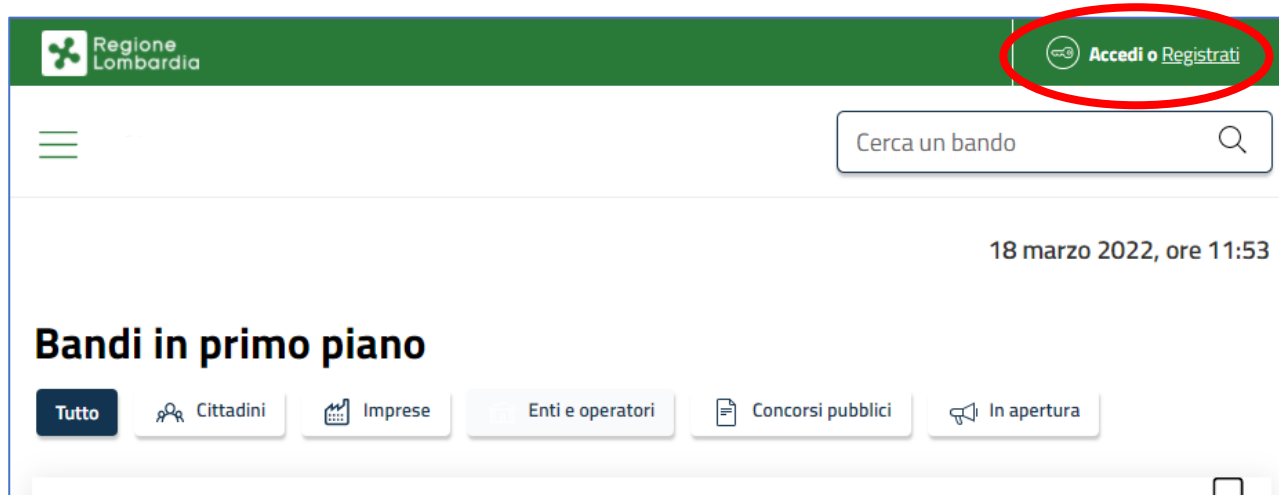 Regione
Lombardia
Accedi o Registrati
Cerca un bando
18 marzo 2022, ore 11:53
Bandi in primo piano
Tutto Cittadini Imprese Enti e operatori Concorsi pubblici In apertura